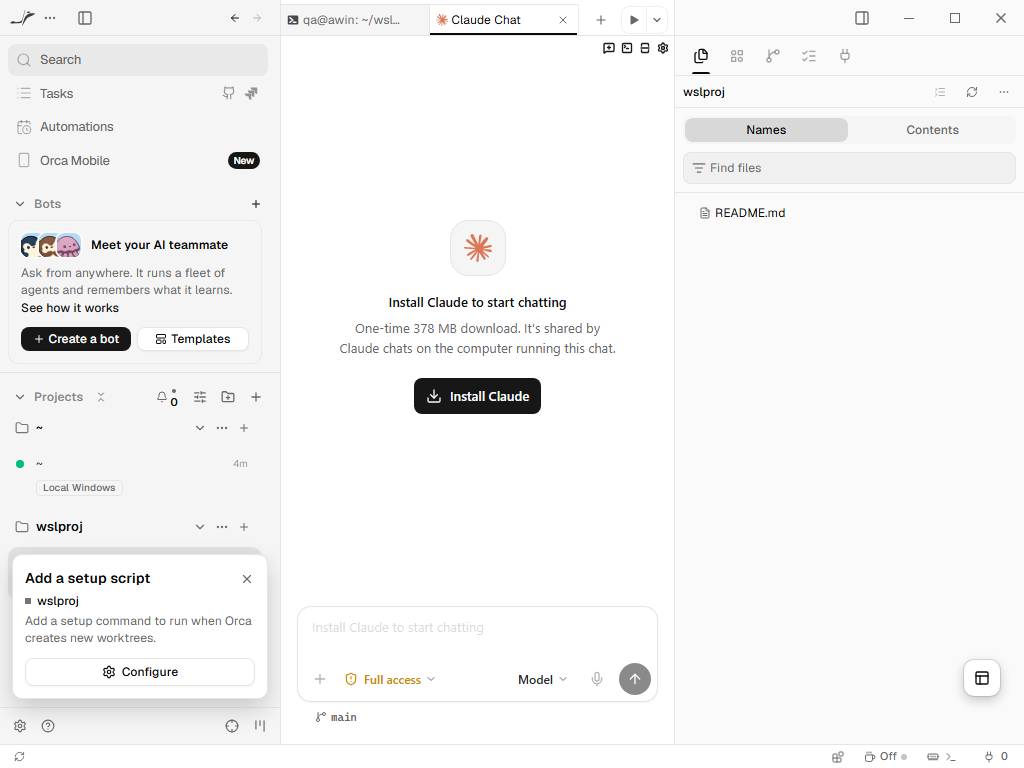 qa@awin: ~/wsl...
Claude Chat
Search
Tasks
Automations
Orca Mobile
New
Bots
Meet your AI teammate
Ask from anywhere. It runs a fleet of
agents and remembers what it learns.
See how it works
Create a bot
Templates
Projects
0
~
~
4m
Local Windows
wslproj
Add a setup script
wslproj
Add a setup command to run when Orca
creates new worktrees.
Configure
Install Claude to start chatting
One-time 378 MB download. It's shared by
Claude chats on the computer running this chat.
Install Claude
Install Claude to start chatting
Full access
Model
main
wslproj
Names
Contents
Find files
README.md
Off
0